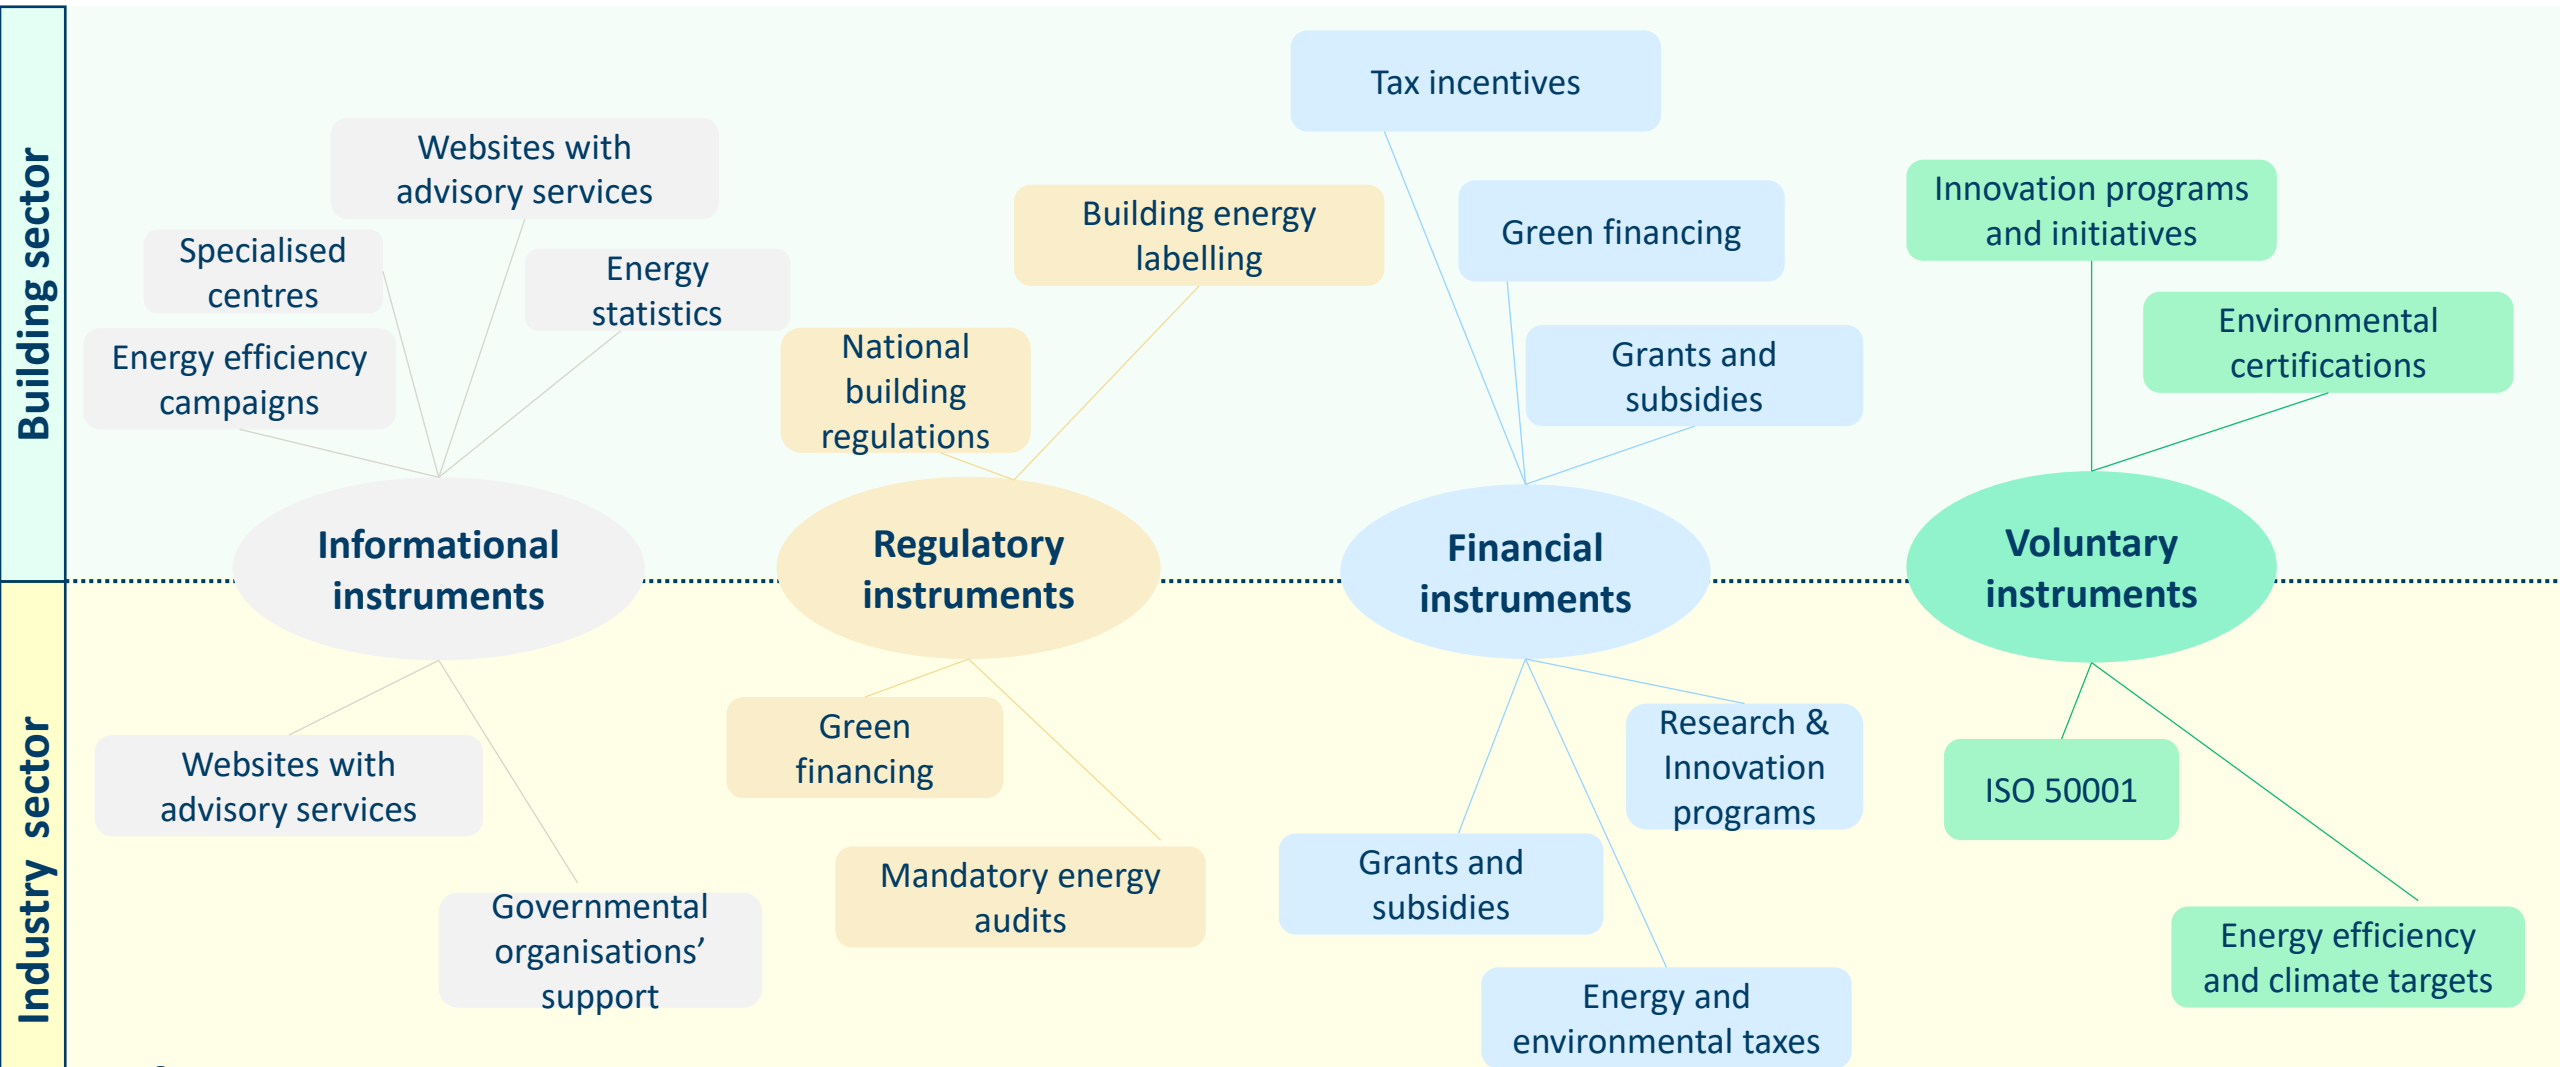 Building sector
Tax incentives
Websites with
advisory services
Innovation programs
and initiatives
Building energy
labelling
Green financing
Specialised
centres
Energy
statistics
Environmental
certifications
Energy efficiency
campaigns
National
building
regulations
Grants and
subsidies
Informational
instruments
Regulatory
instruments
Financial
instruments
Voluntary
instruments
Industry sector
Green
financing
Research &
Innovation
programs
Websites with
advisory services
ISO 50001
Mandatory energy
audits
Grants and
subsidies
Governmental
organisations’
support
Energy efficiency
and climate targets
Energy and
environmental taxes